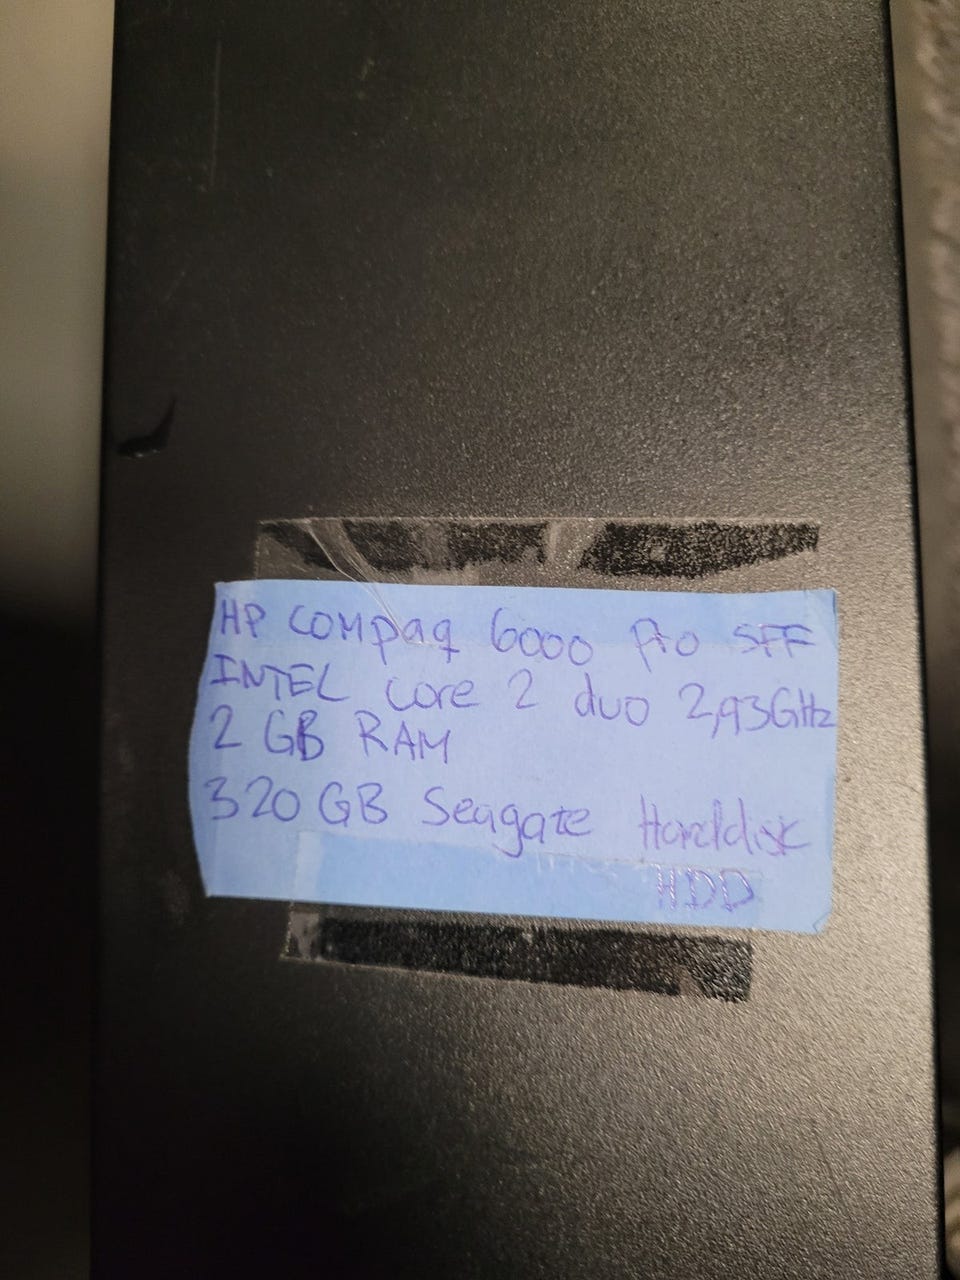 HP COMpaq 6000 Pro SFF
INTEL Core 2 duo 2,93GHz
2 GB RAM
320 GB Seagate Harddisk
HDD